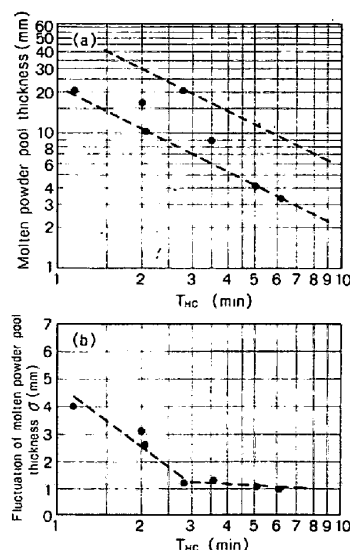 (a)
Molten powder pool thickness (mm)
60
50
40
30
20
10
8
6
4
3
2
1
1 2 3 4 5 6 7 8 9 10
THC (min)
(b)
Fluctuation of molten powder pool
thickness σ (mm)
7
6
5
4
3
2
1
0
1 2 3 4 5 6 7 8 9 10
THC (min)